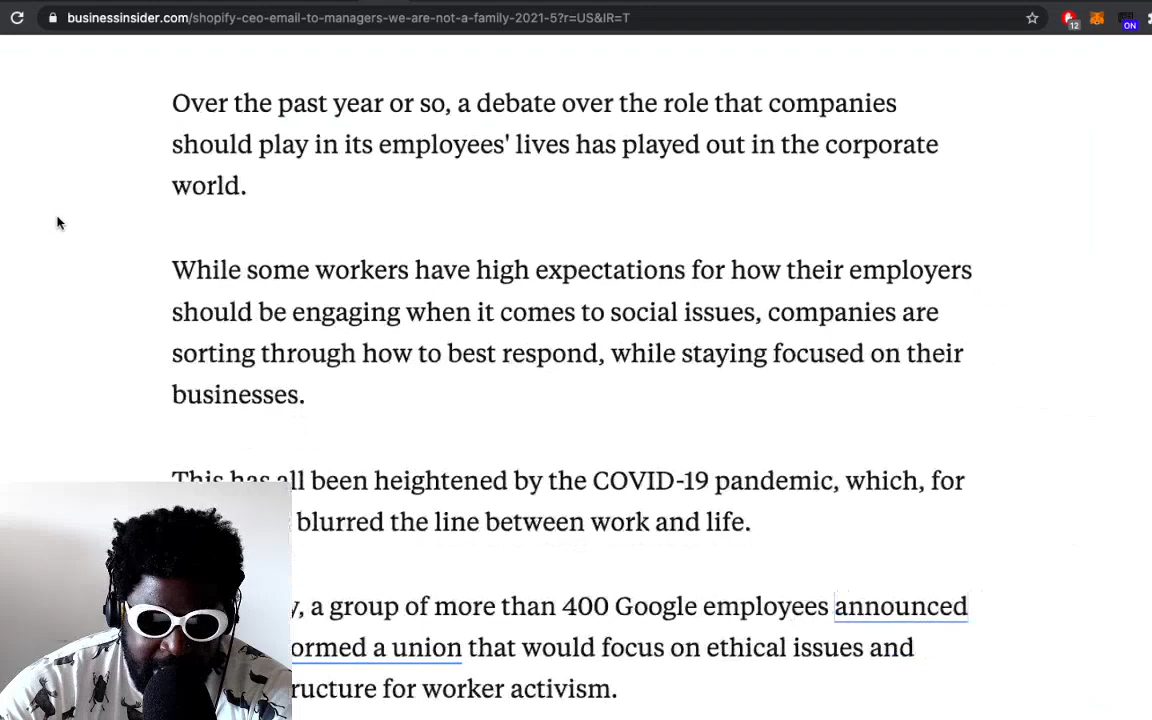 businessinsider.com/shopify-ceo-email-to-managers-we-are-not-a-family-2021-5?r=US&IR=T
12
ON
Over the past year or so, a debate over the role that companies
should play in its employees' lives has played out in the corporate
world.
While some workers have high expectations for how their employers
should be engaging when it comes to social issues, companies are
sorting through how to best respond, while staying focused on their
businesses.
This has all been heightened by the COVID-19 pandemic, which, for
blurred the line between work and life.
y, a group of more than 400 Google employees announced
ormed a union that would focus on ethical issues and
ructure for worker activism.